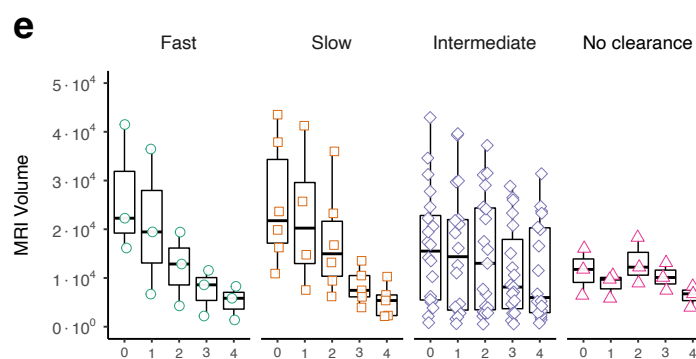 e
Fast Slow Intermediate No clearance
MRI Volume
5·10⁴
4·10⁴
3·10⁴
2·10⁴
1·10⁴
0·10⁰
0 1 2 3 4 0 1 2 3 4 0 1 2 3 4 0 1 2 3 4